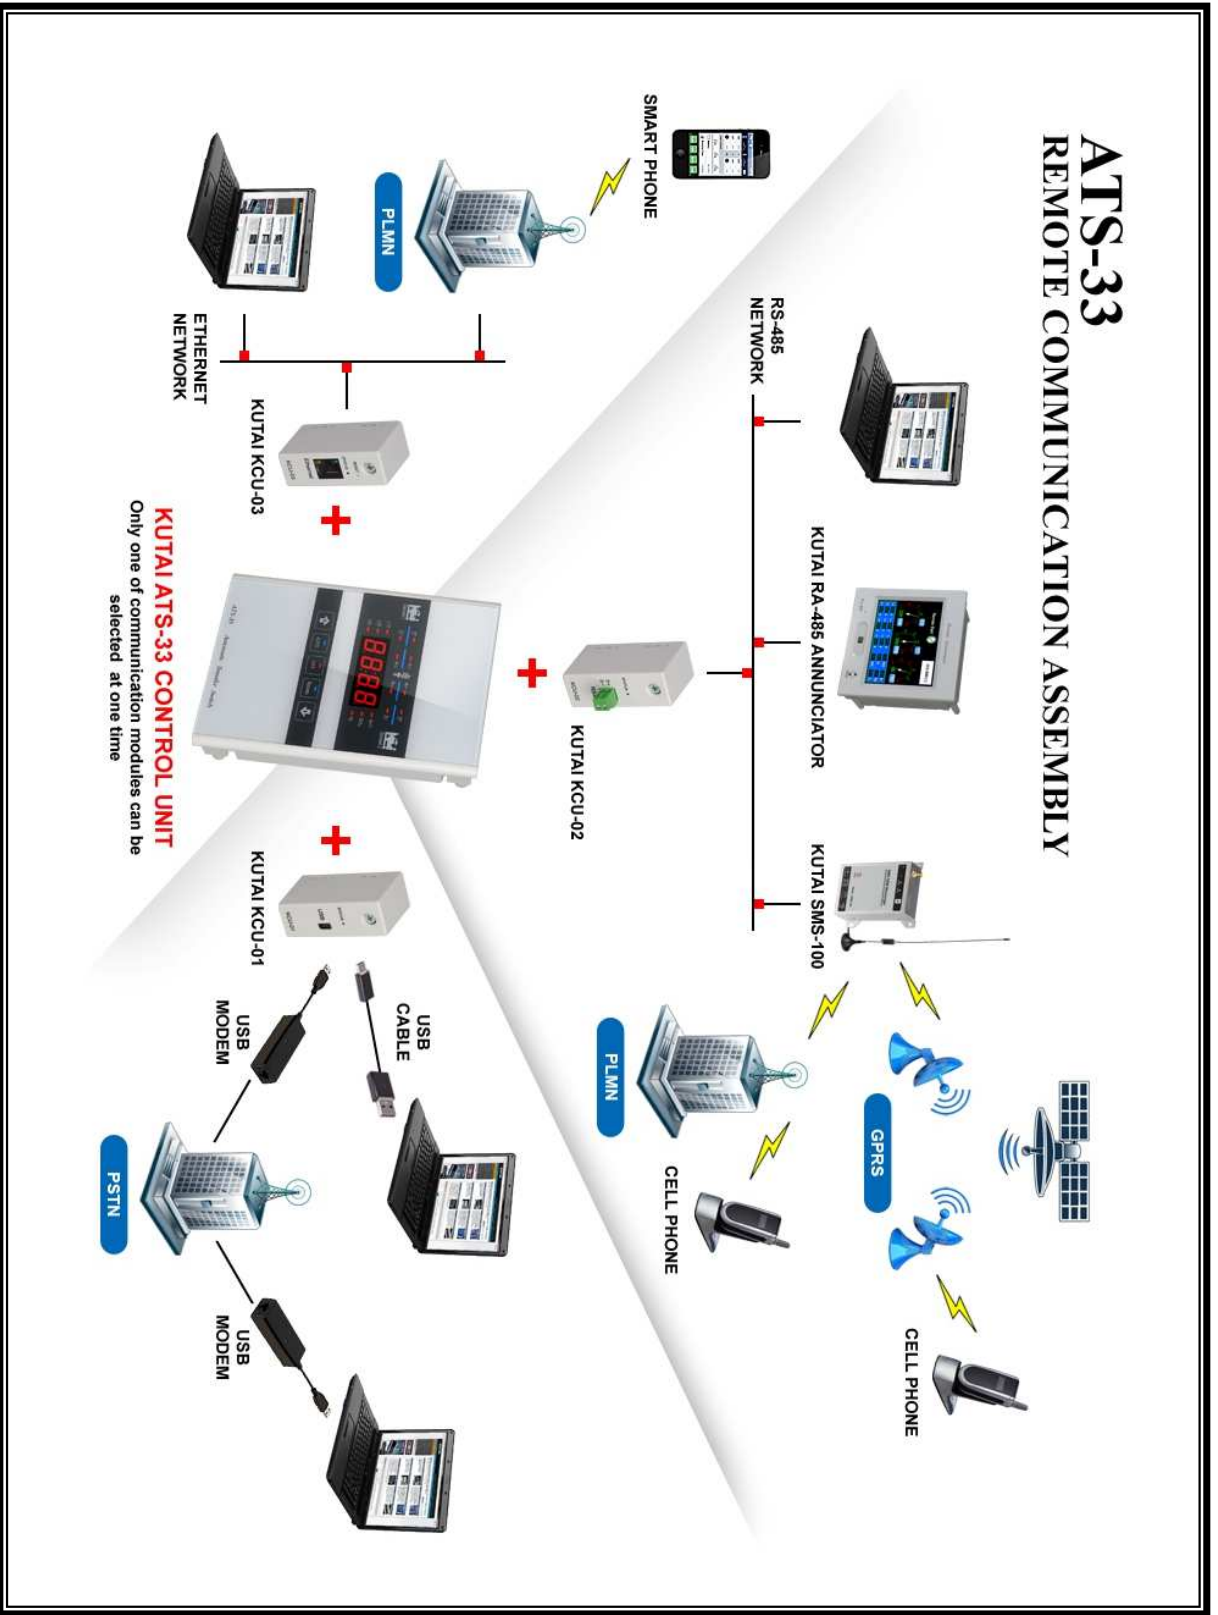 ATS-33
REMOTE COMMUNICATION ASSEMBLY
SMART PHONE
PLMN
ETHERNET
NETWORK
KUTAI KCU-03
RS-485
NETWORK
KUTAI RA-485 ANNUNCIATOR
KUTAI SMS-100
KUTAI KCU-02
PLMN
GPRS
CELL PHONE
CELL PHONE
KUTAI ATS-33 CONTROL UNIT
Only one of communication modules can be
selected at one time
8888
KUTAI KCU-01
USB
CABLE
USB
MODEM
PSTN
USB
MODEM